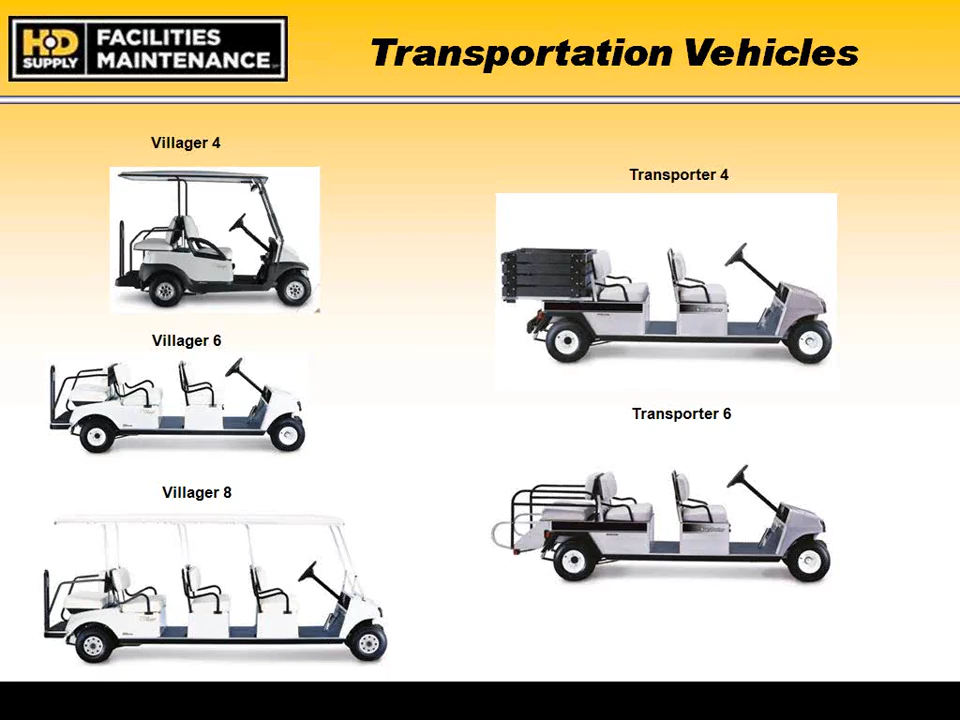 HD SUPPLY
FACILITIES
MAINTENANCE
Transportation Vehicles
Villager 4
Transporter 4
Villager 6
Transporter 6
Villager 8